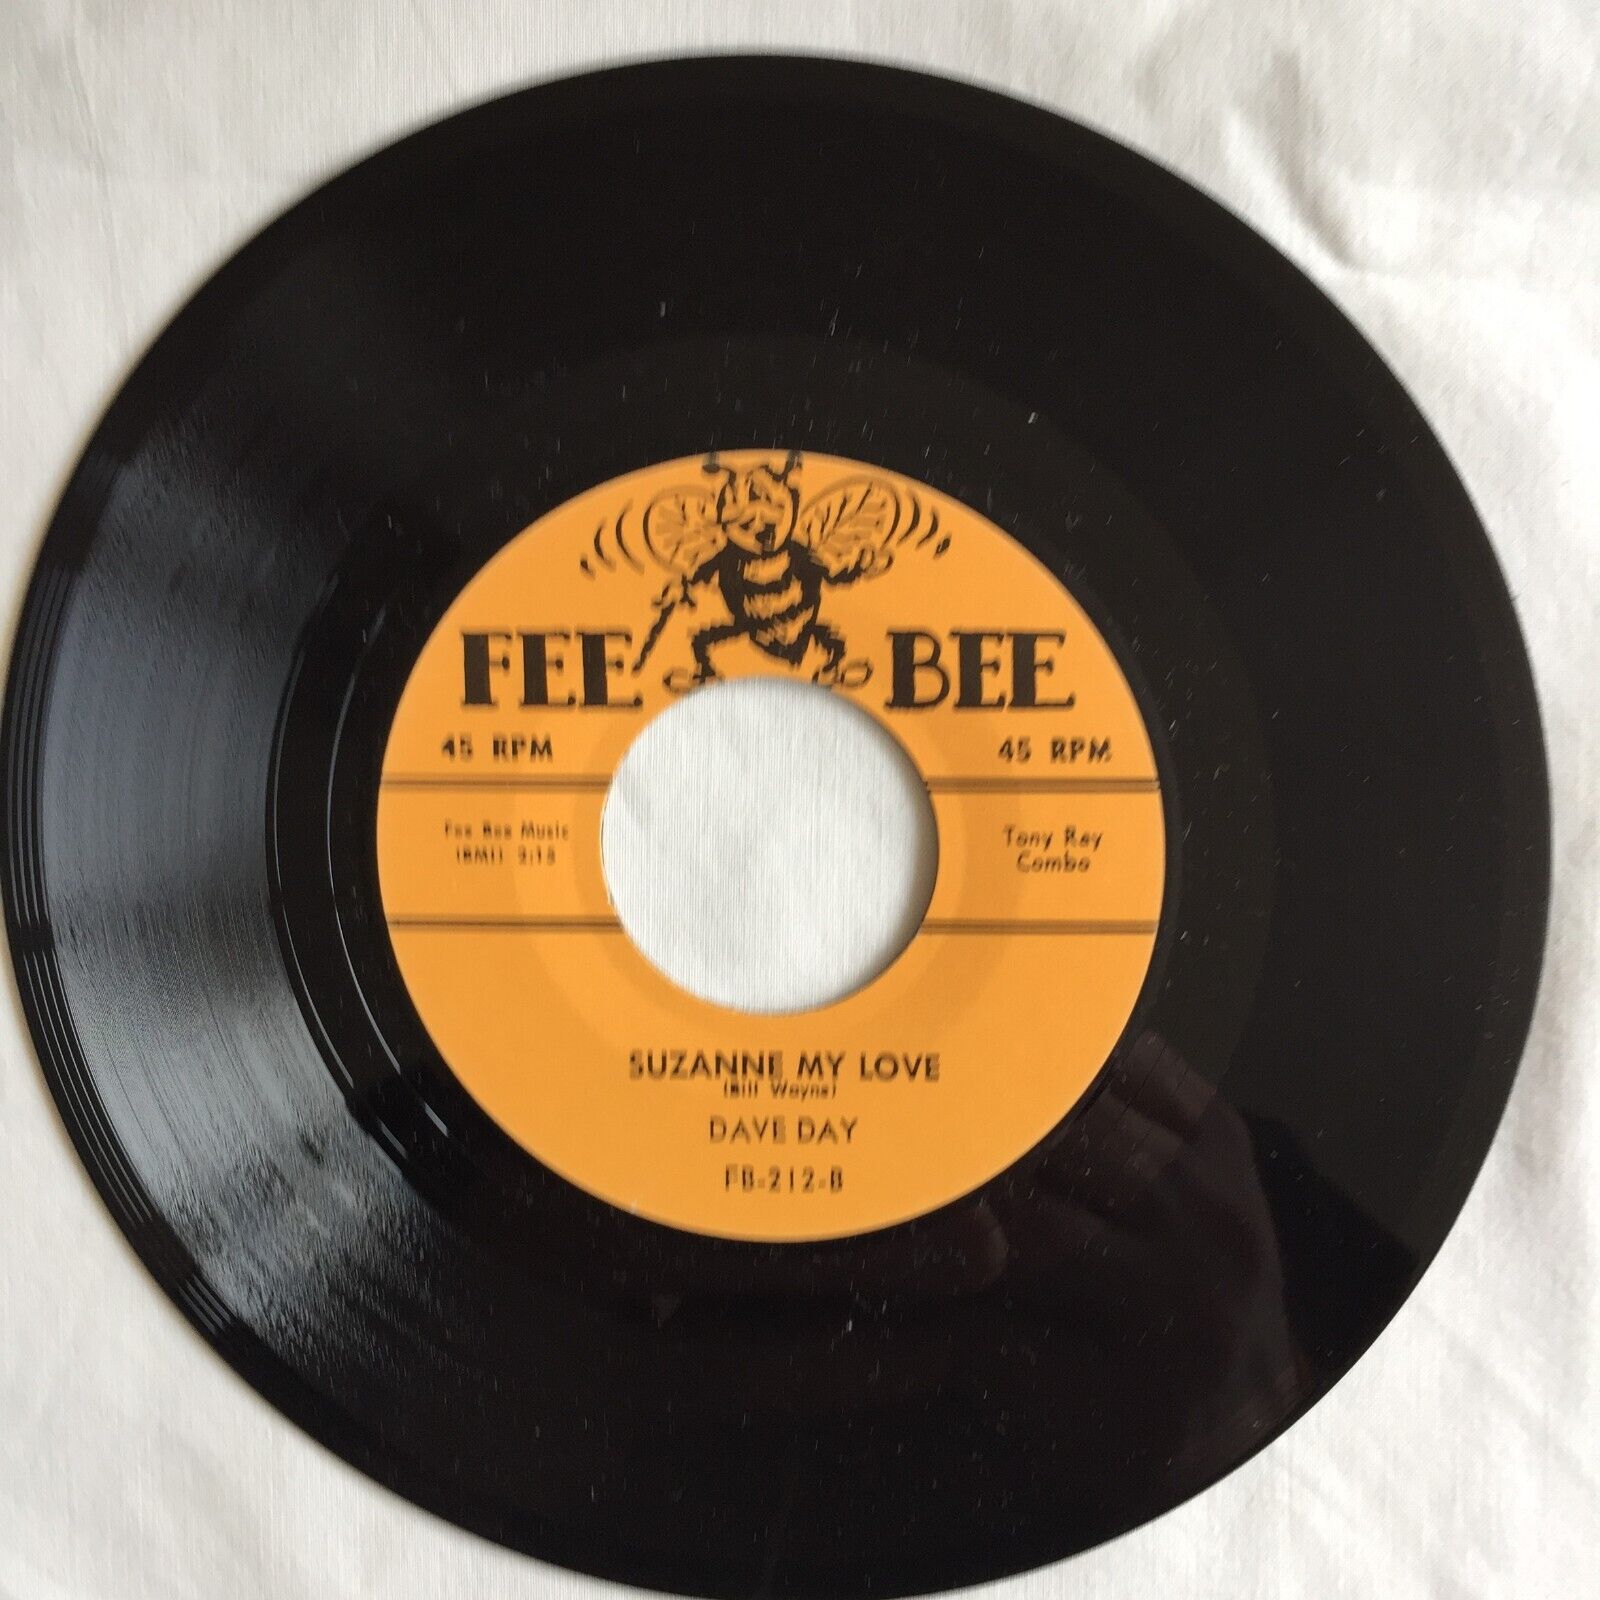 FEE BEE
45 RPM
45 RPM
Fee Bee Music
(BMI) 2:15
Tony Ray
Combo
SUZANNE MY LOVE
(Bill Wayne)
DAVE DAY
FB-212-B